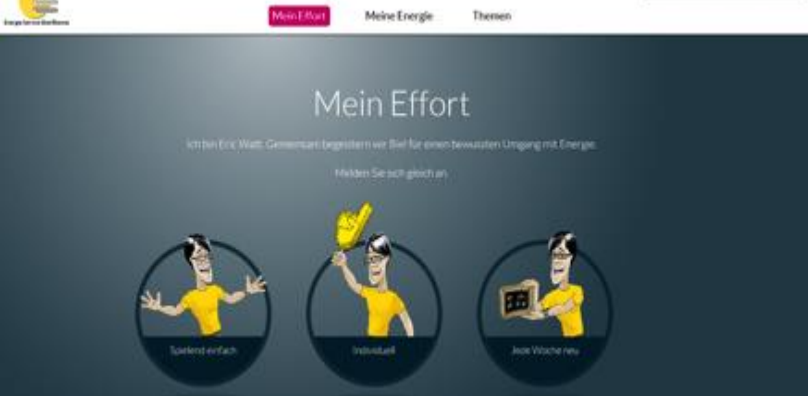 Mein Effort
Meine Energie
Themen
Mein Effort
Ich bin Eric Watt. Gemeinsam begeistern wir Biel für einen bewussten Umgang mit Energie.
Melden Sie sich gleich an
Spielend einfach
Individuell
Jede Woche neu